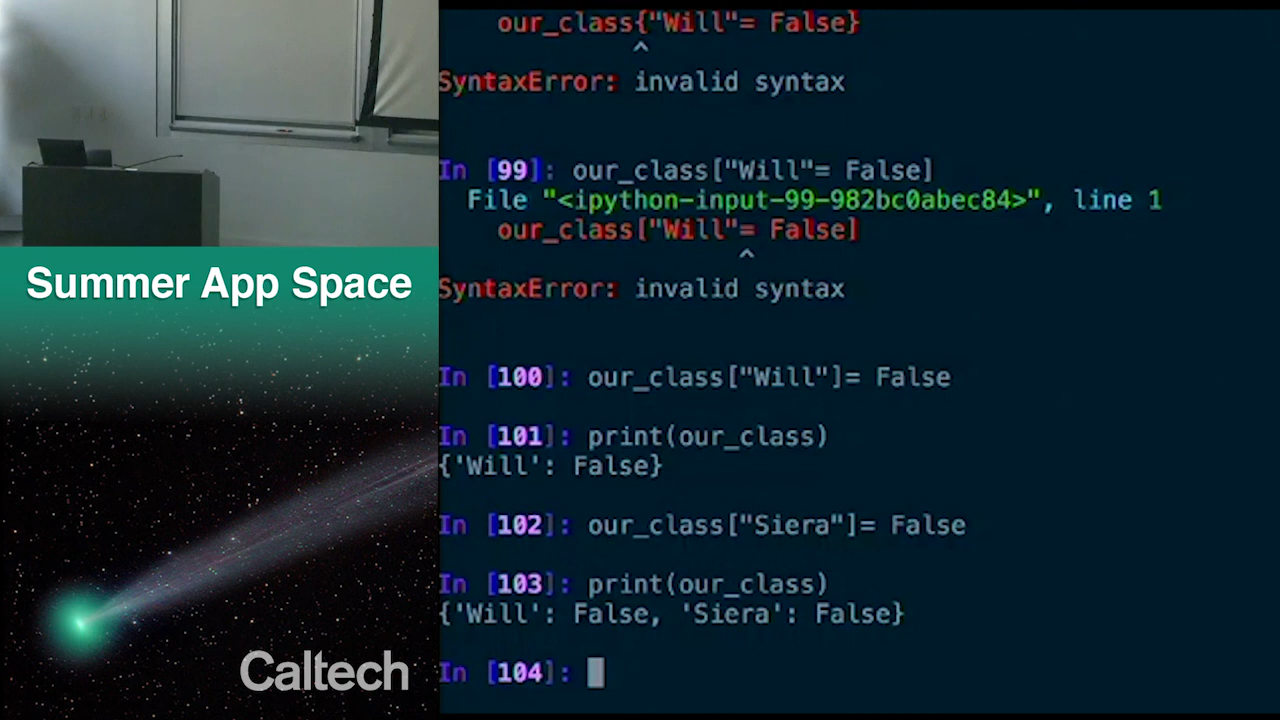 our_class{"Will"= False}
^
SyntaxError: invalid syntax
In [99]: our_class["Will"= False]
File "<ipython-input-99-982bc0abec84>", line 1
our_class["Will"= False]
^
SyntaxError: invalid syntax
In [100]: our_class["Will"]= False
In [101]: print(our_class)
{'Will': False}
In [102]: our_class["Siera"]= False
In [103]: print(our_class)
{'Will': False, 'Siera': False}
In [104]:
Summer App Space
Caltech